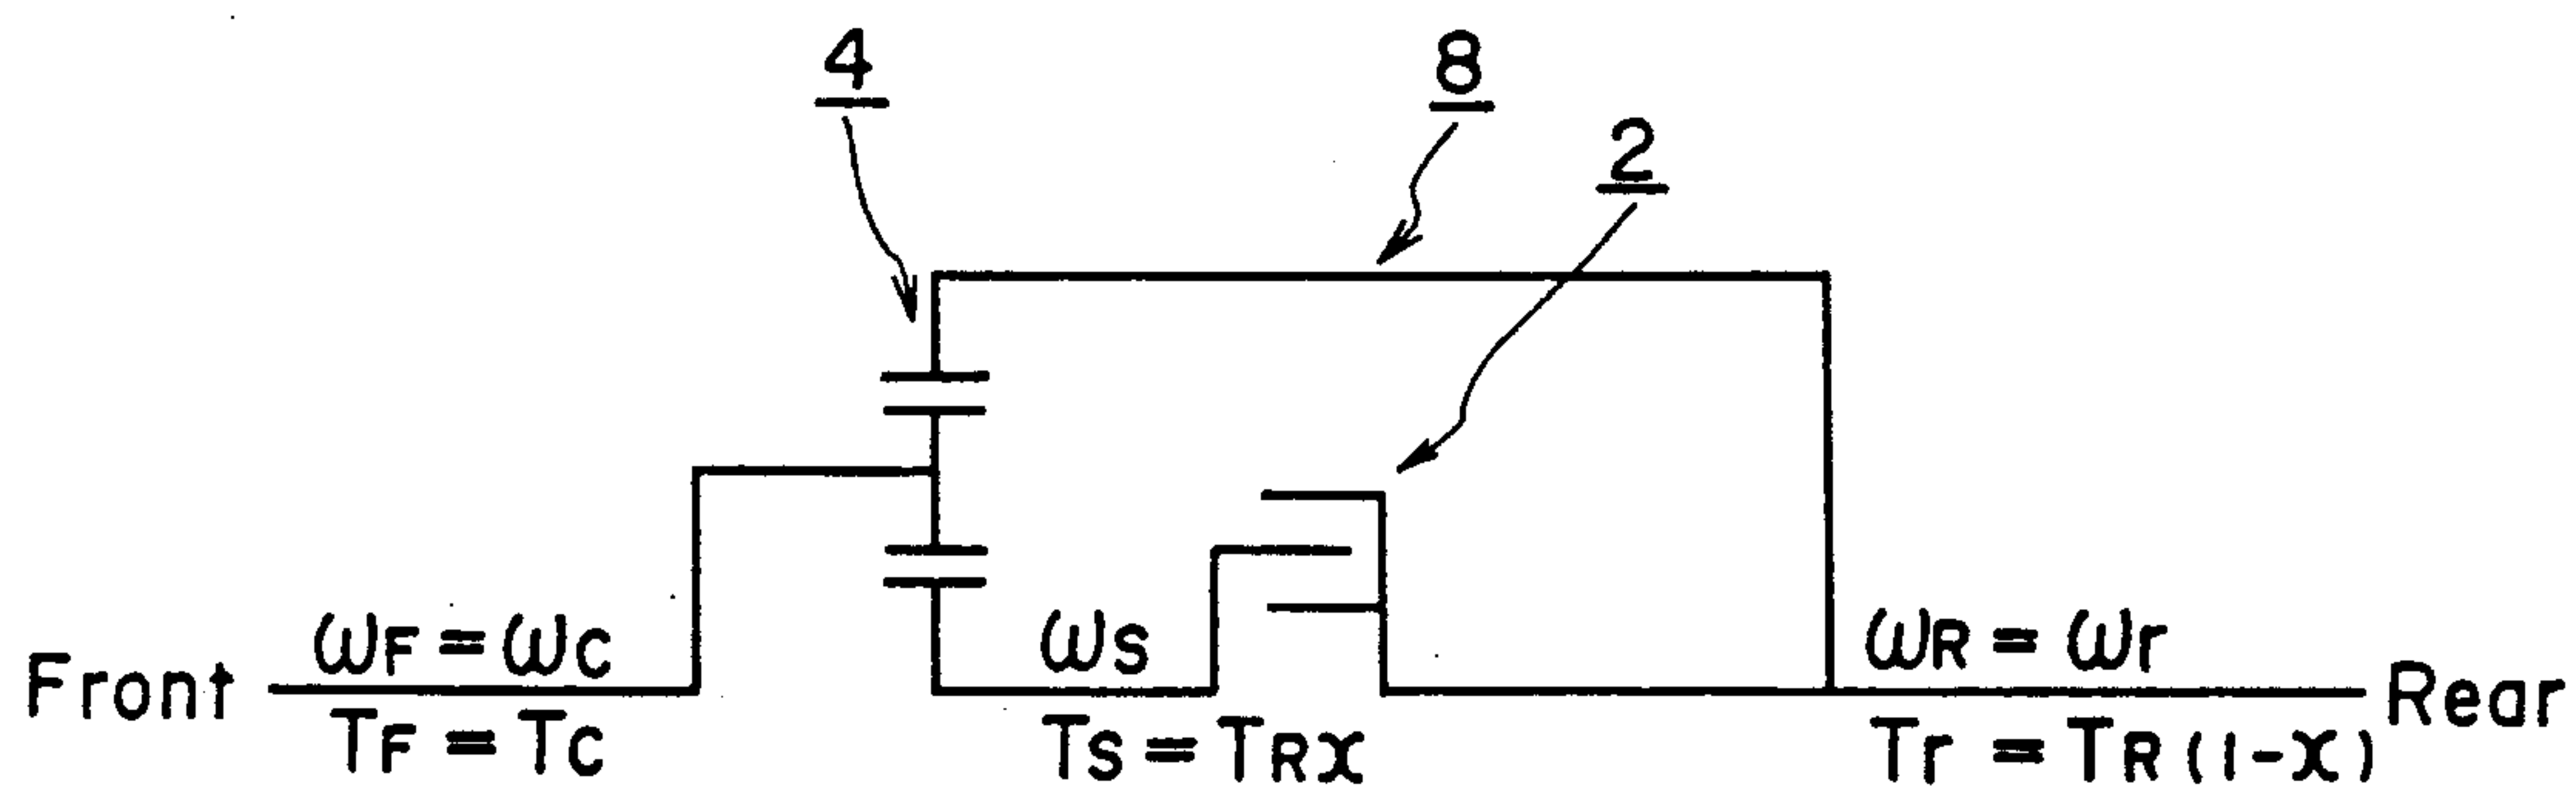 4
8
2
Front
ωF = ωC
TF = TC
ωS
TS = TRx
ωR = ωr
Tr = TR(1-x)
Rear